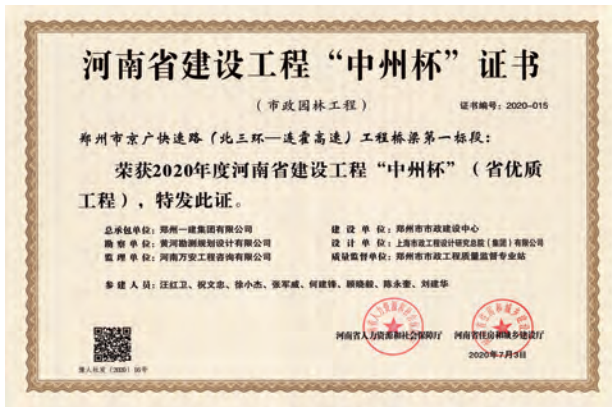 河南省建设工程“中州杯”证书
（市政园林工程）
证书编号：2020-015
郑州市京广快速路（北三环—连霍高速）工程桥梁第一标段：
荣获2020年度河南省建设工程“中州杯”（省优质
工程），特发此证。
总承包单位：郑州一建集团有限公司
建设单位：郑州市市政建设中心
勘察单位：黄河勘测规划设计有限公司
设计单位：上海市政工程设计研究总院（集团）有限公司
监理单位：河南万安工程咨询有限公司
质量监督单位：郑州市市政工程质量监督专业站
参建人员：汪红卫、祝文忠、徐小杰、张军威、何建锋、顾晓毅、陈永奎、刘建华
河南省人力资源和社会保障厅
河南省住房和城乡建设厅
2020年7月3日
豫人社发（2020）10号